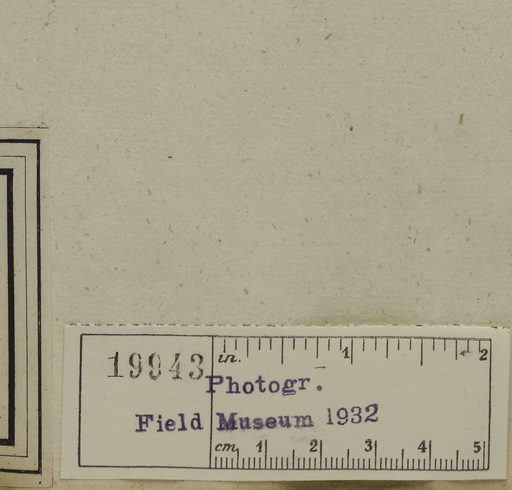 19943
in. 1 2
Photogr.
Field Museum 1932
cm 1 2 3 4 5